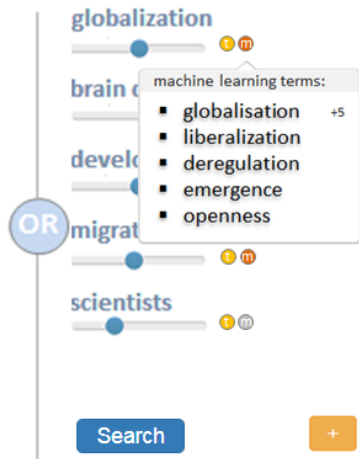 globalization
t m
machine learning terms:
brain
globalisation +5
liberalization
deregulation
develo
emergence
openness
OR
migrat
t m
scientists
t m
Search
+